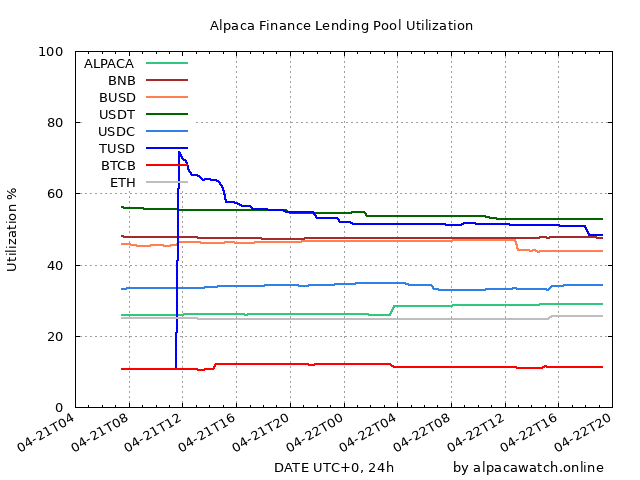 Alpaca Finance Lending Pool Utilization
100
80
60
40
20
0
Utilization %
ALPACA
BNB
BUSD
USDT
USDC
TUSD
BTCB
ETH
04-21T04
04-21T08
04-21T12
04-21T16
04-21T20
04-22T00
04-22T04
04-22T08
04-22T12
04-22T16
04-22T20
DATE UTC+0, 24h
by alpacawatch.online